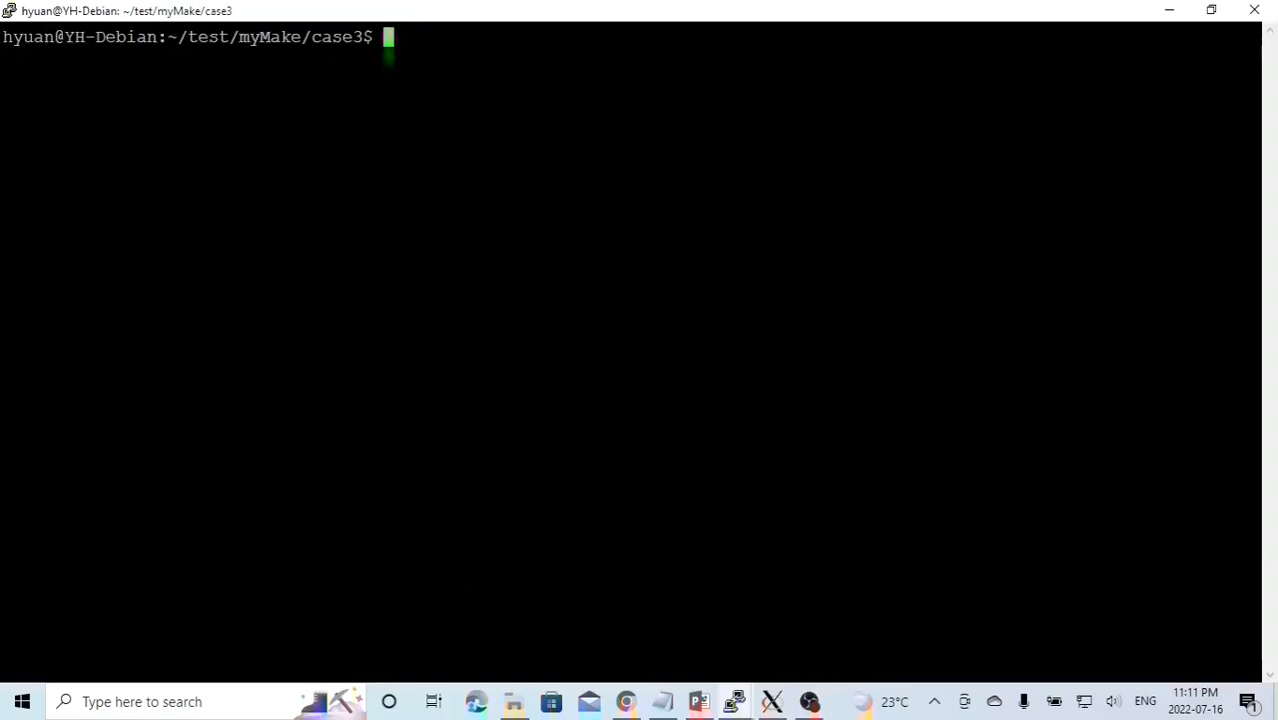 hyuan@YH-Debian: ~/test/myMake/case3
hyuan@YH-Debian:~/test/myMake/case3$
Type here to search
23°C
ENG
11:11 PM
2022-07-16
1